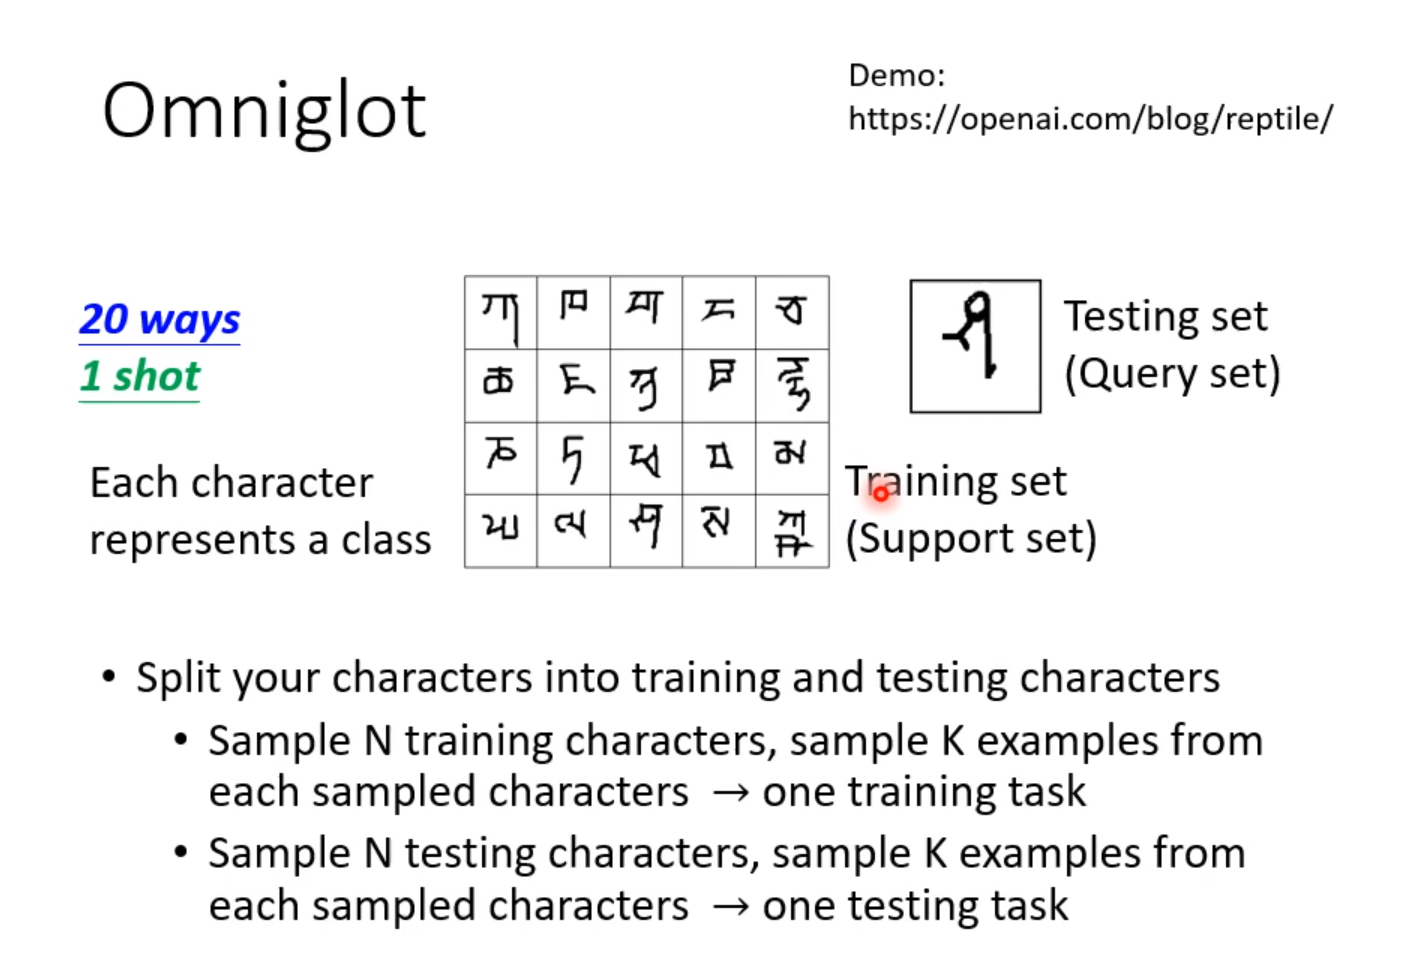 Omniglot
Demo:
https://openai.com/blog/reptile/
20 ways
1 shot
Each character
represents a class
Testing set
(Query set)
Training set
(Support set)
• Split your characters into training and testing characters
• Sample N training characters, sample K examples from
each sampled characters → one training task
• Sample N testing characters, sample K examples from
each sampled characters → one testing task